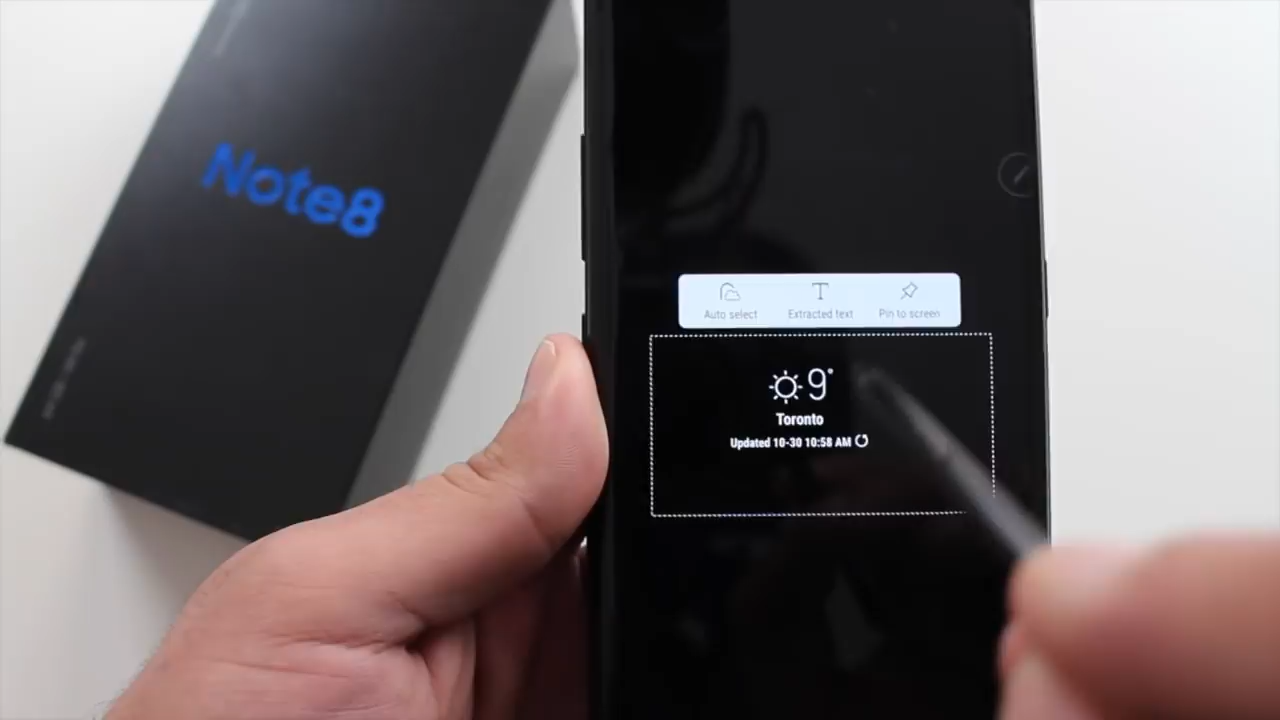 Note8
Auto select
Extracted text
Pin to screen
9°
Toronto
Updated 10-30 10:58 AM